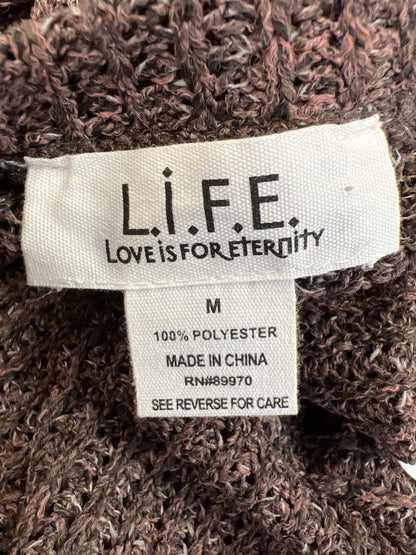 L.i.F.E.
LOVE iS FOR eTERnITY
M
100% POLYESTER
MADE IN CHINA
RN#89970
SEE REVERSE FOR CARE